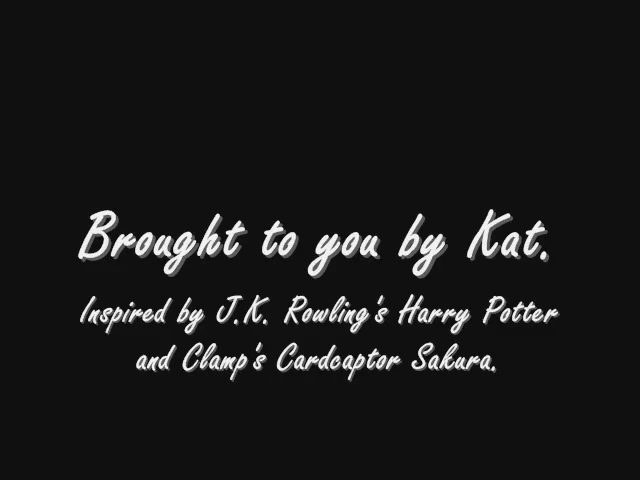 Brought to you by Kat.
Inspired by J.K. Rowling's Harry Potter
and Clamp's Cardcaptor Sakura.